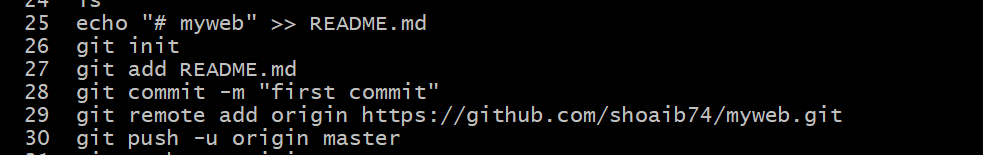 25 echo "# myweb" >> README.md
26 git init
27 git add README.md
28 git commit -m "first commit"
29 git remote add origin https://github.com/shoaib74/myweb.git
30 git push -u origin master